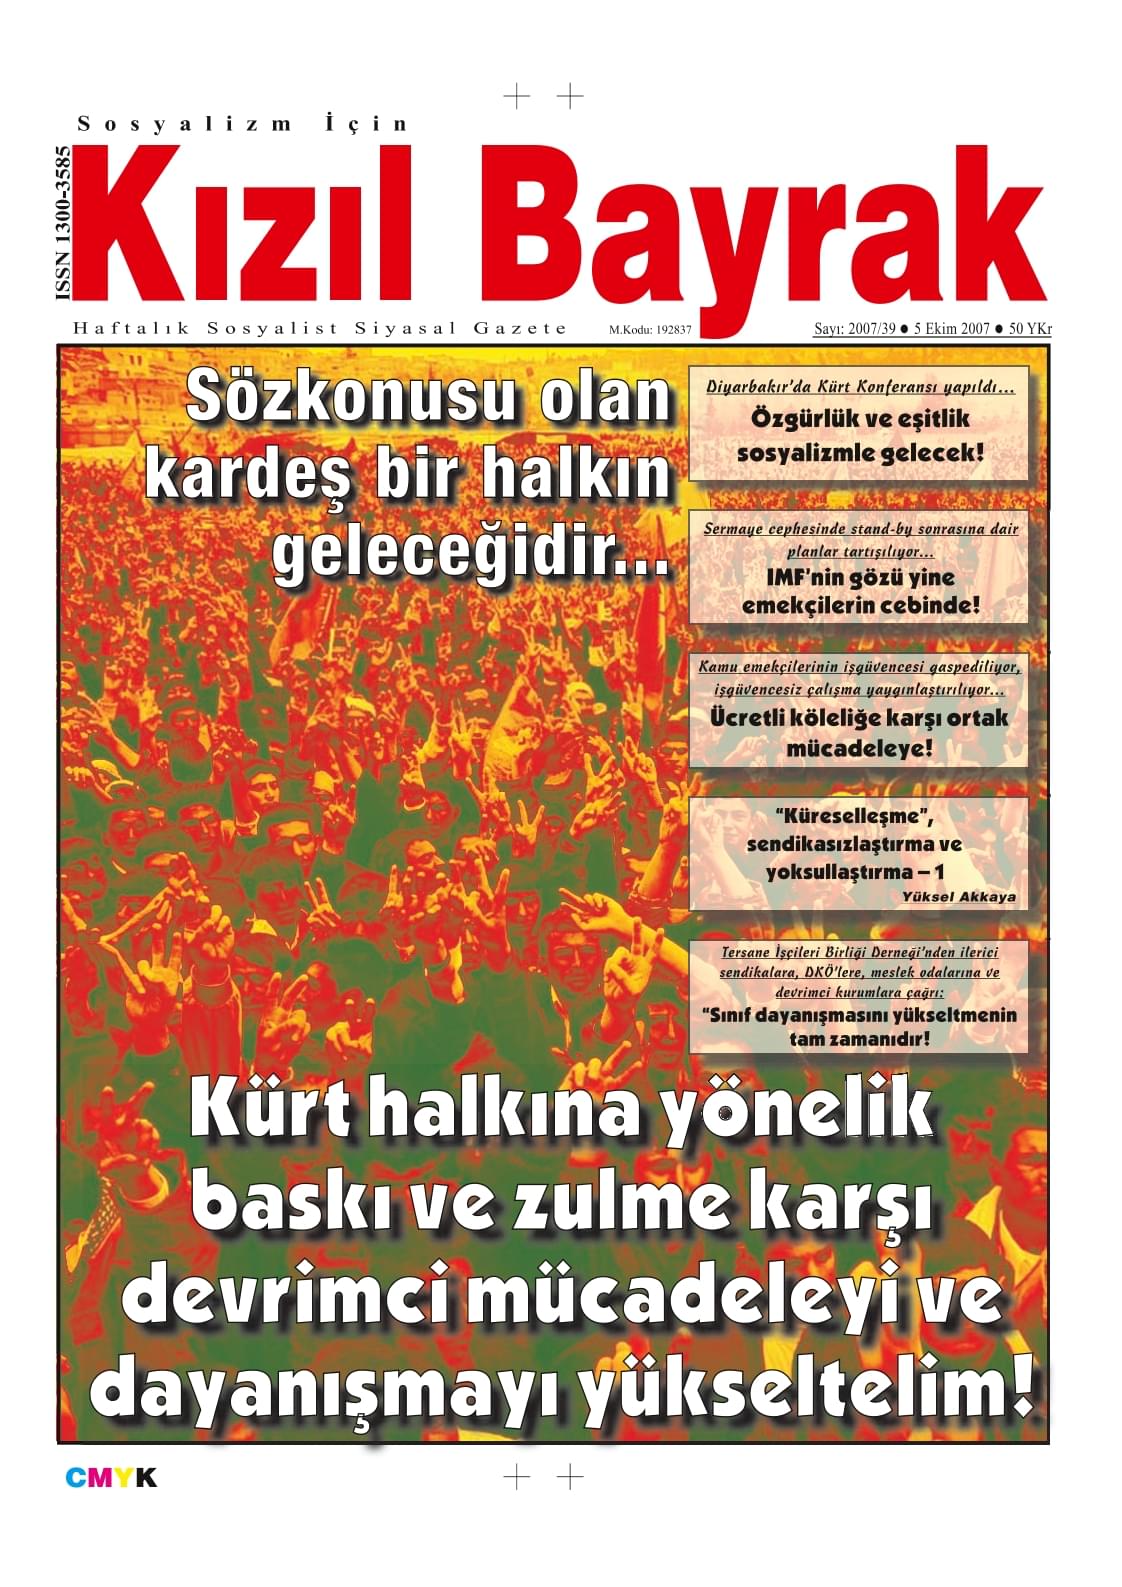 Sosyalizm İçin
ISSN 1300-3585
Kızıl Bayrak
Haftalık Sosyalist Siyasal Gazete
M.Kodu: 192837
Sayı: 2007/39 ● 5 Ekim 2007 ● 50 YKr
Sözkonusu olan
kardeş bir halkın
geleceğidir...
Diyarbakır'da Kürt Konferansı yapıldı...
Özgürlük ve eşitlik
sosyalizmle gelecek!
Sermaye cephesinde stand-by sonrasına dair
planlar tartışılıyor...
IMF'nin gözü yine
emekçilerin cebinde!
Kamu emekçilerinin işgüvencesi gaspediliyor,
işgüvencesiz çalışma yaygınlaştırılıyor...
Ücretli köleliğe karşı ortak
mücadeleye!
“Küreselleşme”,
sendikasızlaştırma ve
yoksullaştırma – 1
Yüksel Akkaya
Tersane İşçileri Birliği Derneği'nden ilerici
sendikalara, DKÖ'lere, meslek odalarına ve
devrimci kurumlara çağrı:
“Sınıf dayanışmasını yükseltmenin
tam zamanıdır!
Kürt halkına yönelik
baskı ve zulme karşı
devrimci mücadeleyi ve
dayanışmayı yükseltelim!
CMYK